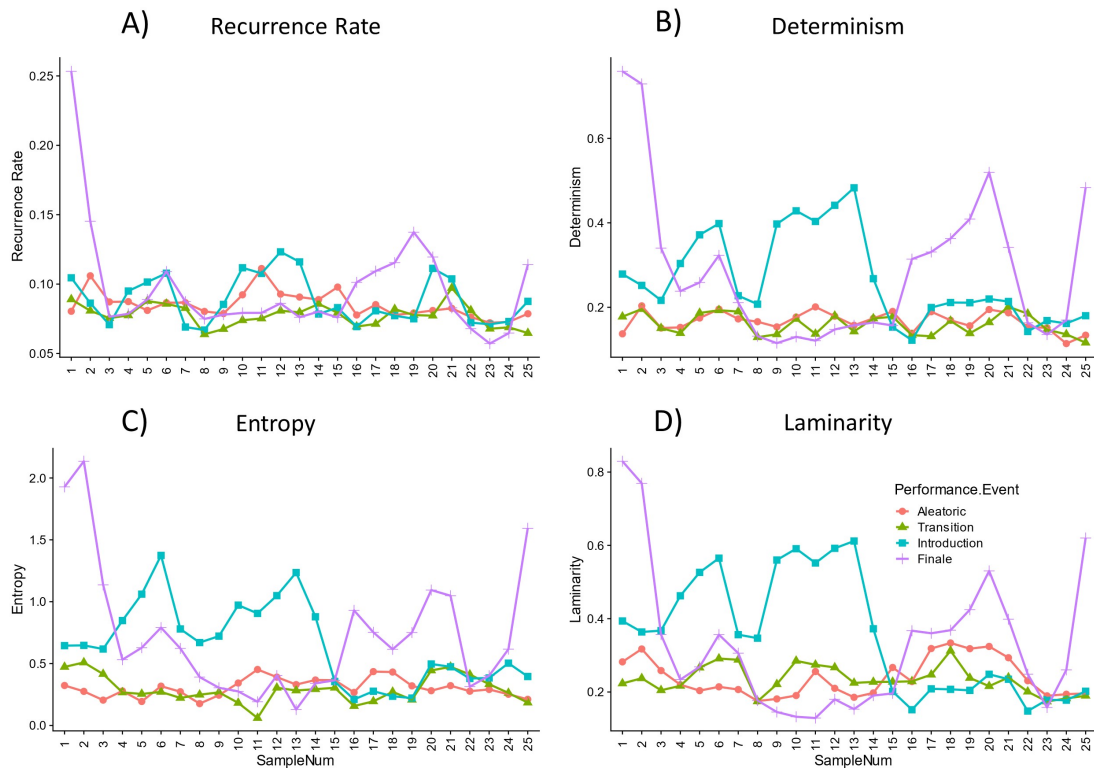 A) Recurrence Rate
B) Determinism
Recurrence Rate
0.25
0.20
0.15
0.10
0.05
1 2 3 4 5 6 7 8 9 10 11 12 13 14 15 16 17 18 19 20 21 22 23 24 25
Determinism
0.6
0.4
0.2
1 2 3 4 5 6 7 8 9 10 11 12 13 14 15 16 17 18 19 20 21 22 23 24 25
C) Entropy
D) Laminarity
Entropy
2.0
1.5
1.0
0.5
0.0
1 2 3 4 5 6 7 8 9 10 11 12 13 14 15 16 17 18 19 20 21 22 23 24 25
SampleNum
Laminarity
0.8
0.6
0.4
0.2
Performance.Event
Aleatoric
Transition
Introduction
Finale
1 2 3 4 5 6 7 8 9 10 11 12 13 14 15 16 17 18 19 20 21 22 23 24 25
SampleNum